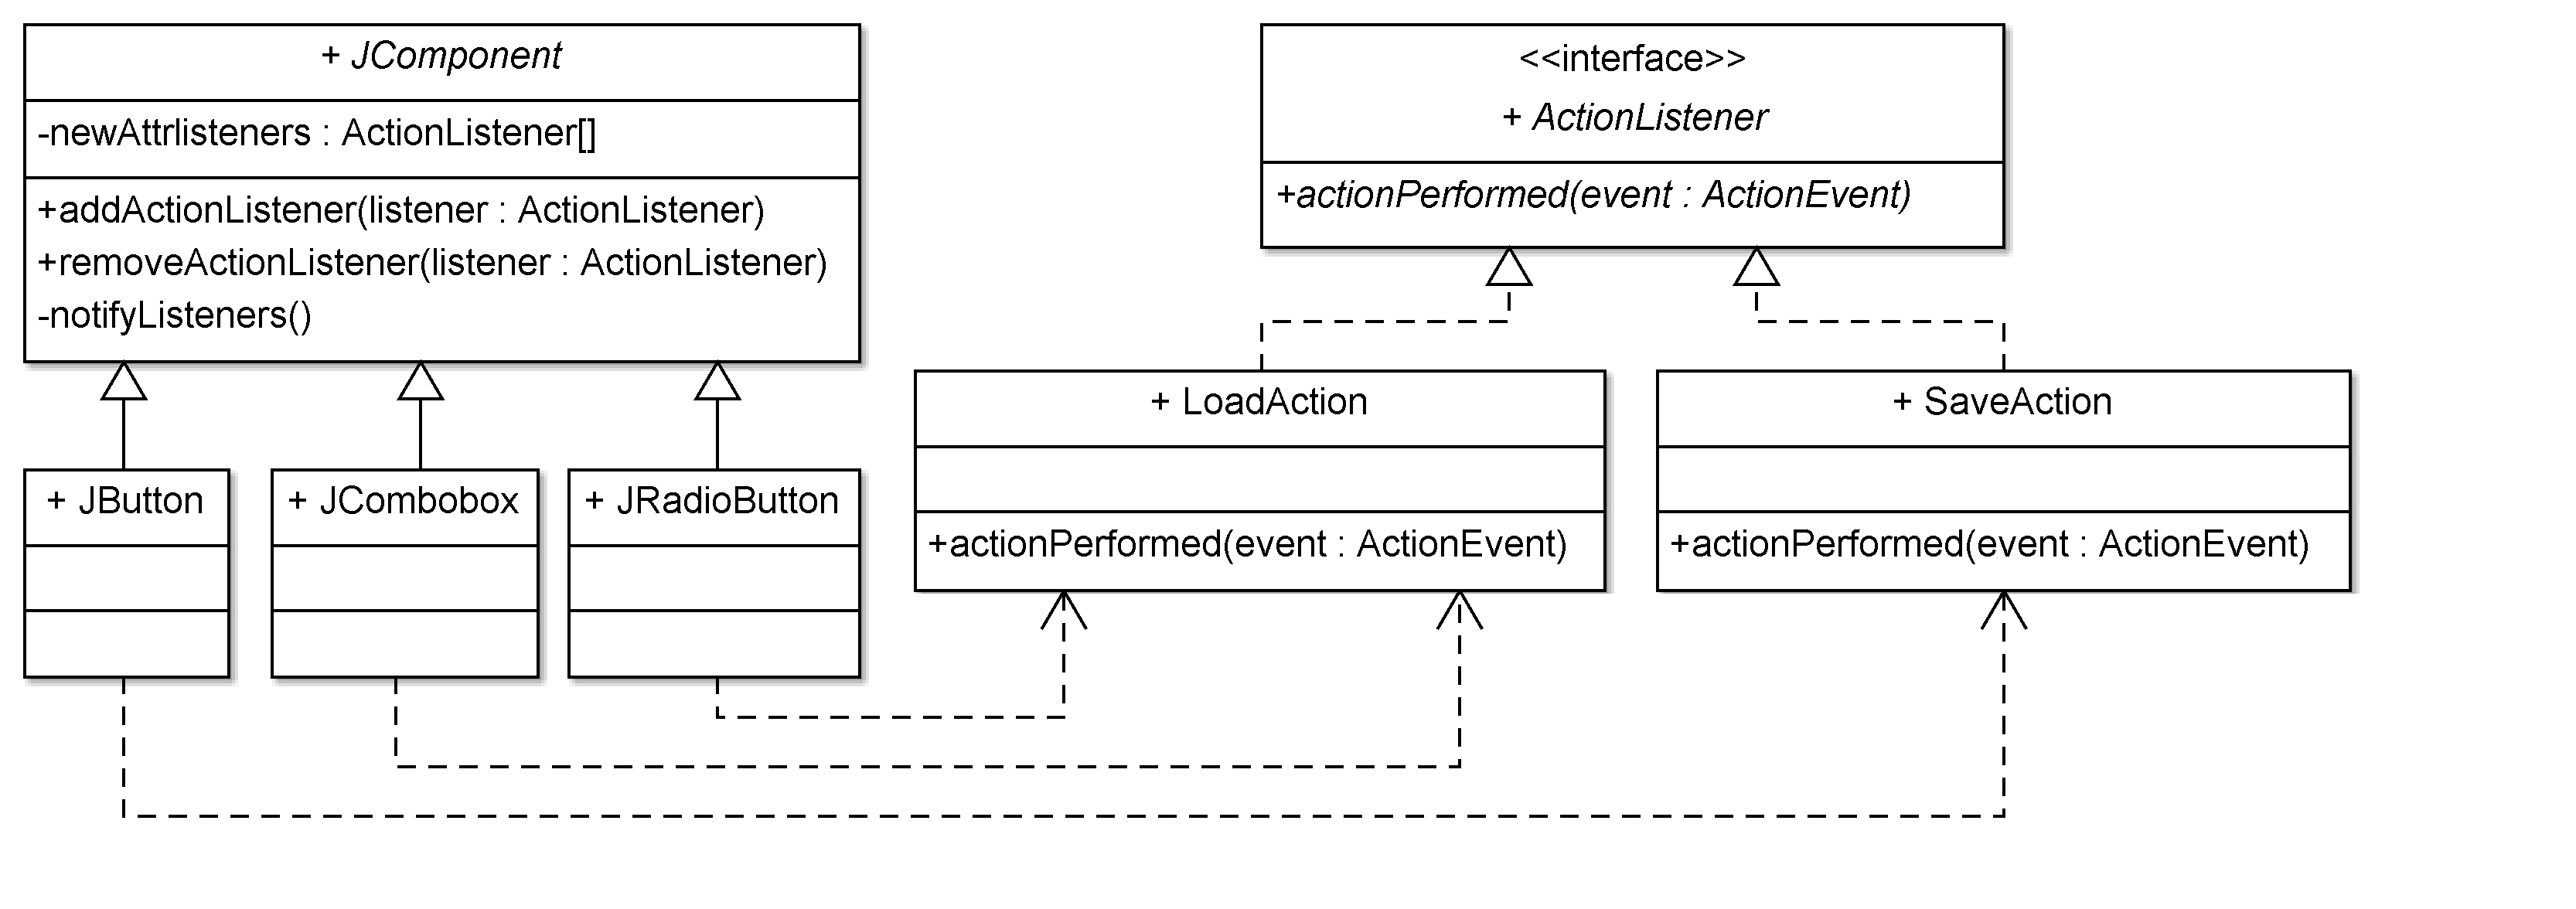 + JComponent
-newAttrlisteners : ActionListener[]
+addActionListener(listener : ActionListener)
+removeActionListener(listener : ActionListener)
-notifyListeners()
<<interface>>
+ ActionListener
+actionPerformed(event : ActionEvent)
+ JButton
+ JCombobox
+ JRadioButton
+ LoadAction
+actionPerformed(event : ActionEvent)
+ SaveAction
+actionPerformed(event : ActionEvent)